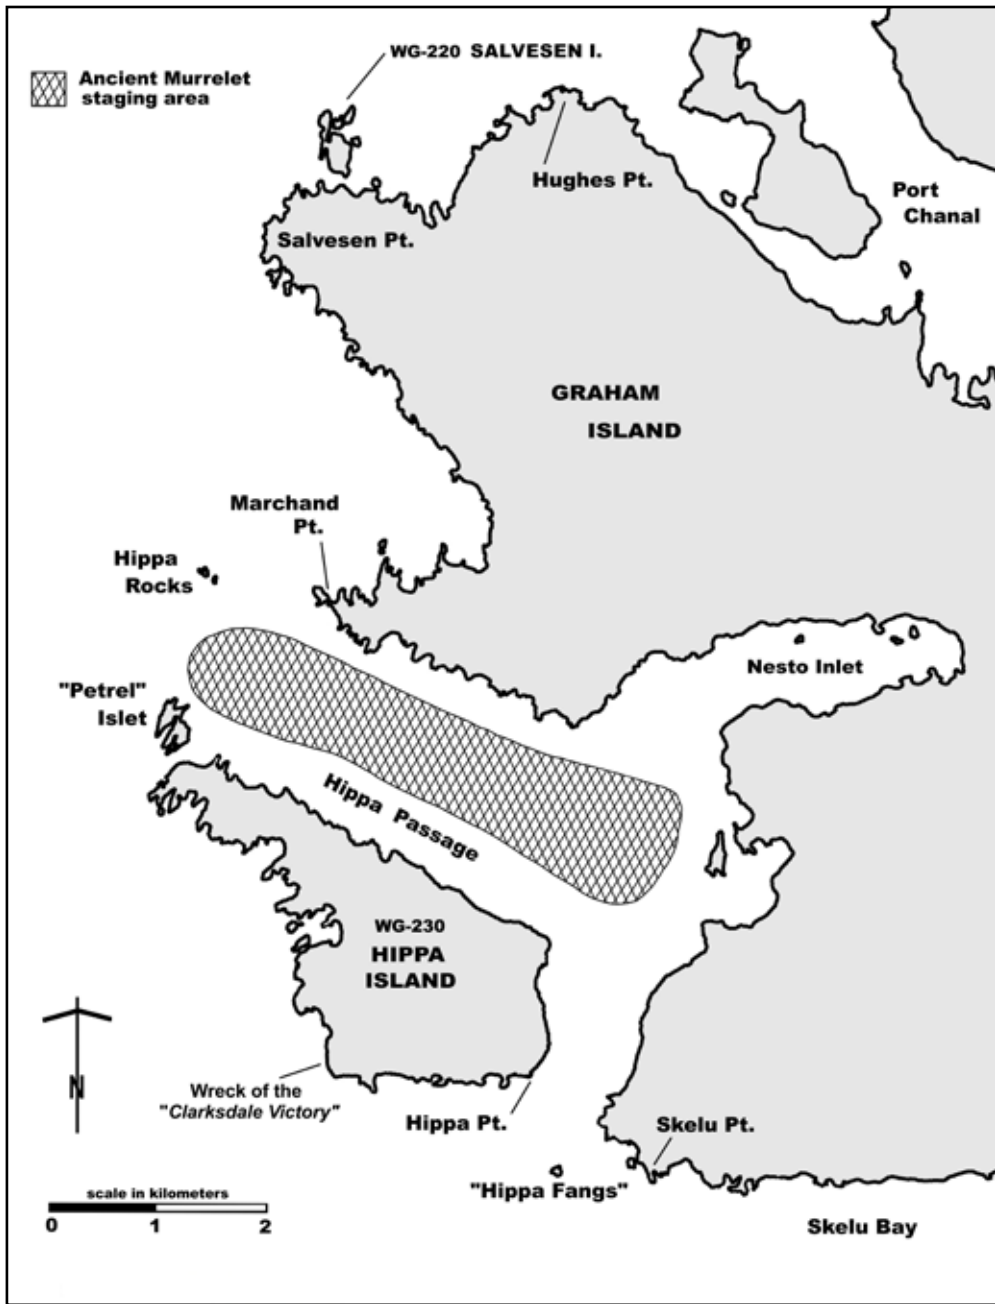 WG-220 SALVESEN I.
Ancient Murrelet
staging area
Hughes Pt.
Port
Chanal
Salvesen Pt.
GRAHAM
ISLAND
Marchand
Pt.
Hippa
Rocks
Nesto Inlet
"Petrel"
Islet
Hippa Passage
WG-230
HIPPA
ISLAND
N
Wreck of the
"Clarksdale Victory"
Hippa Pt.
Skelu Pt.
"Hippa Fangs"
scale in kilometers
0 1 2
Skelu Bay